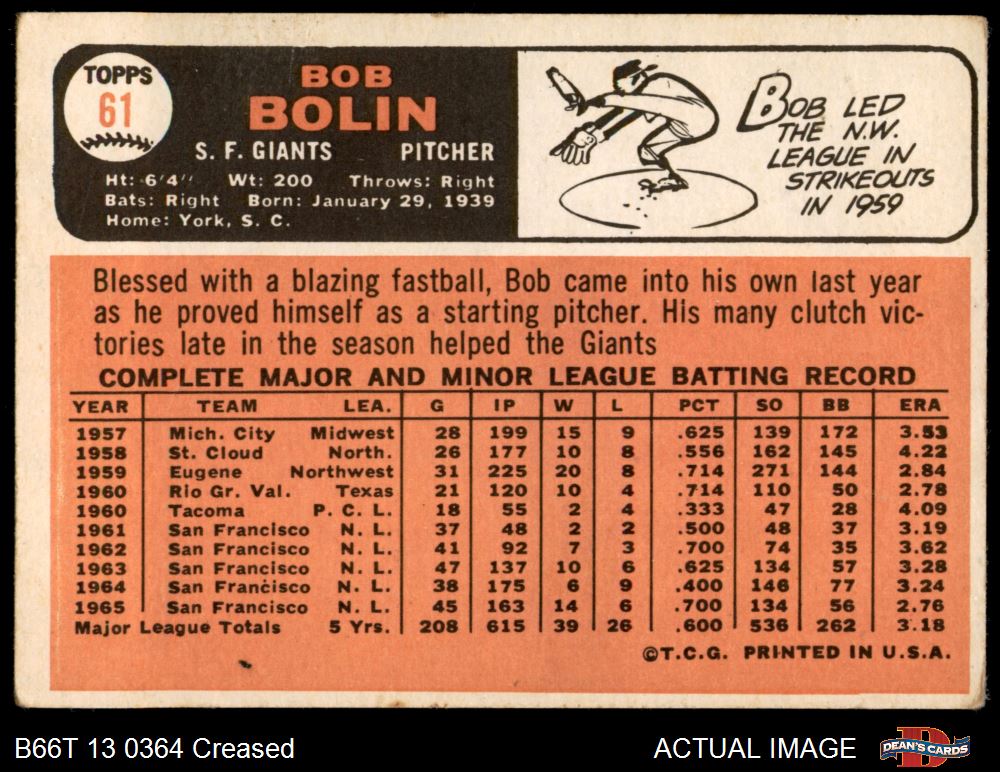 TOPPS
61
BOB
BOLIN
S. F. GIANTS PITCHER
Ht: 6'4" Wt: 200 Throws: Right
Bats: Right Born: January 29, 1939
Home: York, S. C.
BOB LED
THE N.W.
LEAGUE IN
STRIKEOUTS
IN 1959
Blessed with a blazing fastball, Bob came into his own last year
as he proved himself as a starting pitcher. His many clutch vic-
tories late in the season helped the Giants
COMPLETE MAJOR AND MINOR LEAGUE BATTING RECORD
YEAR TEAM LEA. G IP W L PCT SO BB ERA
1957 Mich. City Midwest 28 199 15 9 .625 139 172 3.53
1958 St. Cloud North. 26 177 10 8 .556 162 145 4.22
1959 Eugene Northwest 31 225 20 8 .714 271 144 2.84
1960 Rio Gr. Val. Texas 21 120 10 4 .714 110 50 2.78
1960 Tacoma P. C. L. 18 55 2 4 .333 47 28 4.09
1961 San Francisco N. L. 37 48 2 2 .500 48 37 3.19
1962 San Francisco N. L. 41 92 7 3 .700 74 35 3.62
1963 San Francisco N. L. 47 137 10 6 .625 134 57 3.28
1964 San Francisco N. L. 38 175 6 9 .400 146 77 3.24
1965 San Francisco N. L. 45 163 14 6 .700 134 56 2.76
Major League Totals 5 Yrs. 208 615 39 26 .600 536 262 3.18
©T.C.G. PRINTED IN U.S.A.
B66T 13 0364 Creased
ACTUAL IMAGE
DEAN'S CARDS